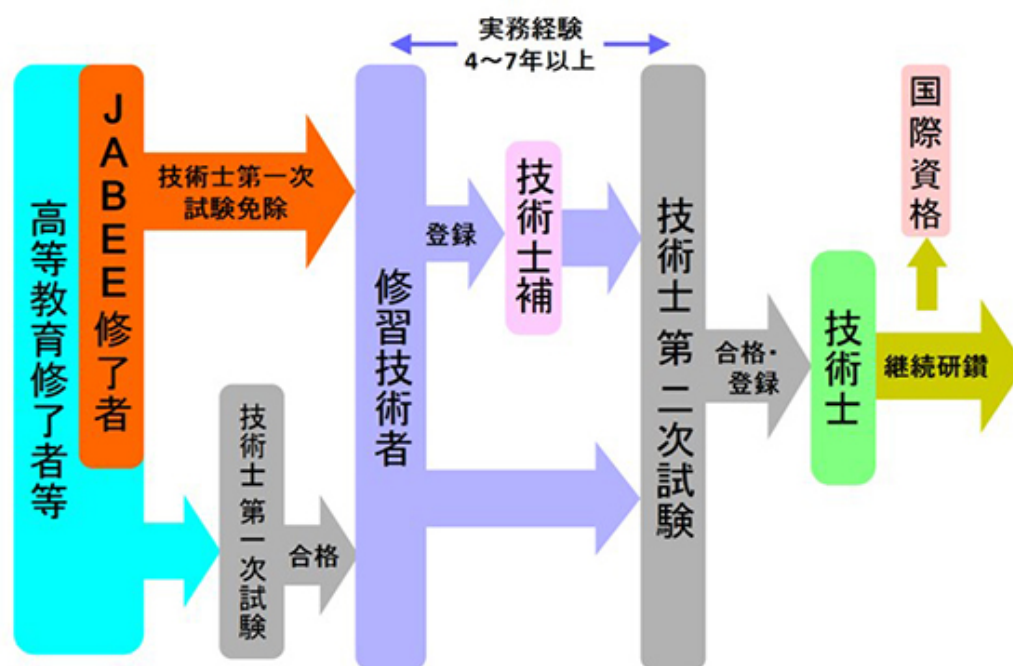 実務経験
4～7年以上
高等教育修了者等
JABEE修了者
技術士第一次
試験免除
技術士第一次試験
合格
修習技術者
登録
技術士補
技術士第二次試験
合格・
登録
技術士
継続研鑽
国際資格